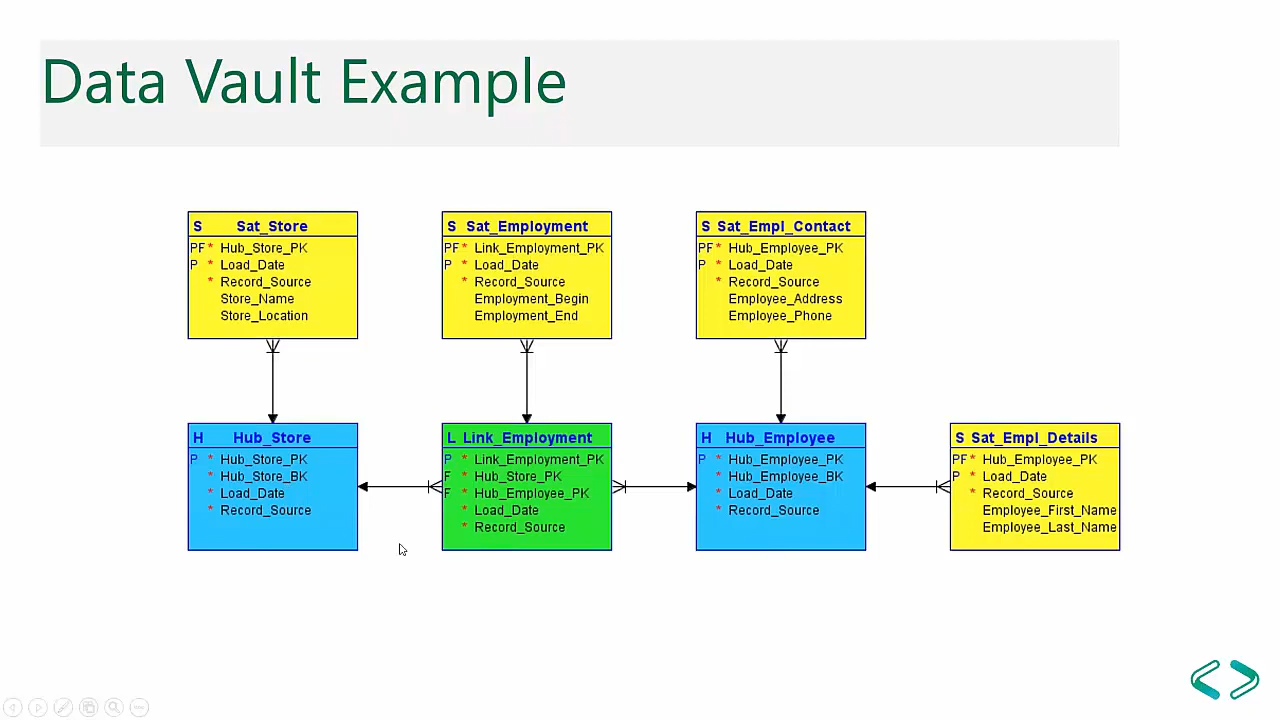 Data Vault Example
S Sat_Store
PF * Hub_Store_PK
P * Load_Date
* Record_Source
Store_Name
Store_Location
S Sat_Employment
PF * Link_Employment_PK
P * Load_Date
* Record_Source
Employment_Begin
Employment_End
S Sat_Empl_Contact
PF * Hub_Employee_PK
P * Load_Date
* Record_Source
Employee_Address
Employee_Phone
H Hub_Store
P * Hub_Store_PK
* Hub_Store_BK
* Load_Date
* Record_Source
L Link_Employment
P * Link_Employment_PK
F * Hub_Store_PK
F * Hub_Employee_PK
* Load_Date
* Record_Source
H Hub_Employee
P * Hub_Employee_PK
* Hub_Employee_BK
* Load_Date
* Record_Source
S Sat_Empl_Details
PF * Hub_Employee_PK
P * Load_Date
* Record_Source
Employee_First_Name
Employee_Last_Name